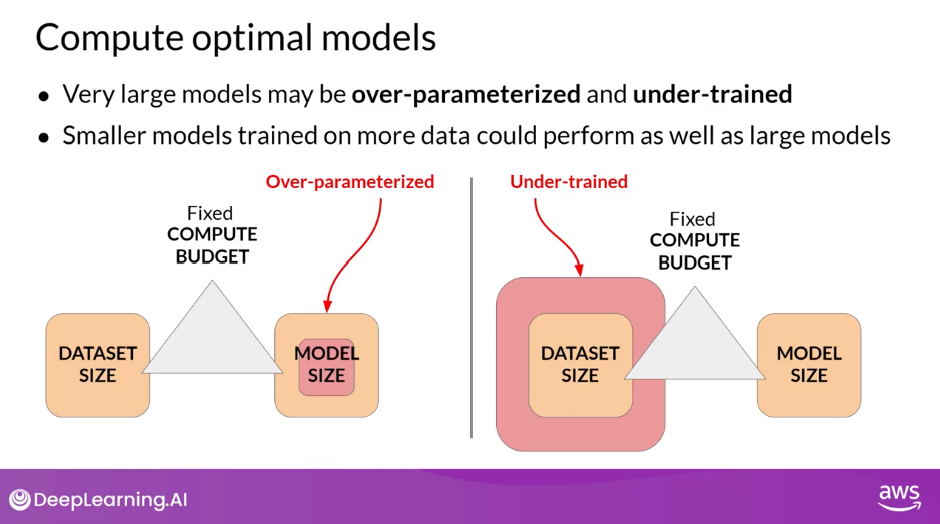 Compute optimal models
• Very large models may be over-parameterized and under-trained
• Smaller models trained on more data could perform as well as large models
Over-parameterized
Fixed
COMPUTE
BUDGET
DATASET
SIZE
MODEL
SIZE
Under-trained
Fixed
COMPUTE
BUDGET
DATASET
SIZE
MODEL
SIZE
DeepLearning.AI
aws